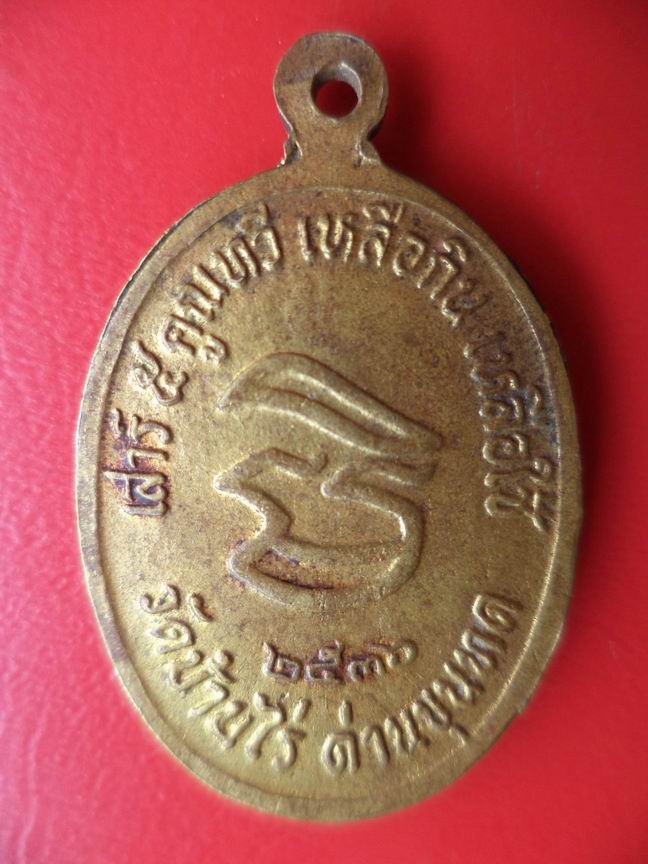 เสาร์ ๕ คูณทวี เหลือกิน เหลือใช้
๒๕๓๖
วัดบ้านไร่ ด่านขุนทด